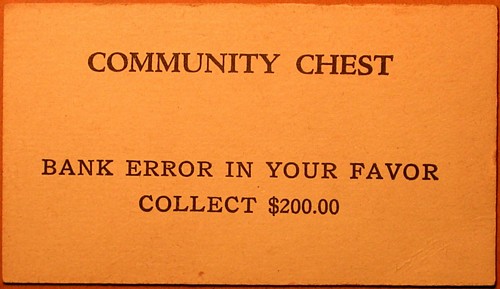 COMMUNITY CHEST
BANK ERROR IN YOUR FAVOR
COLLECT $200.00